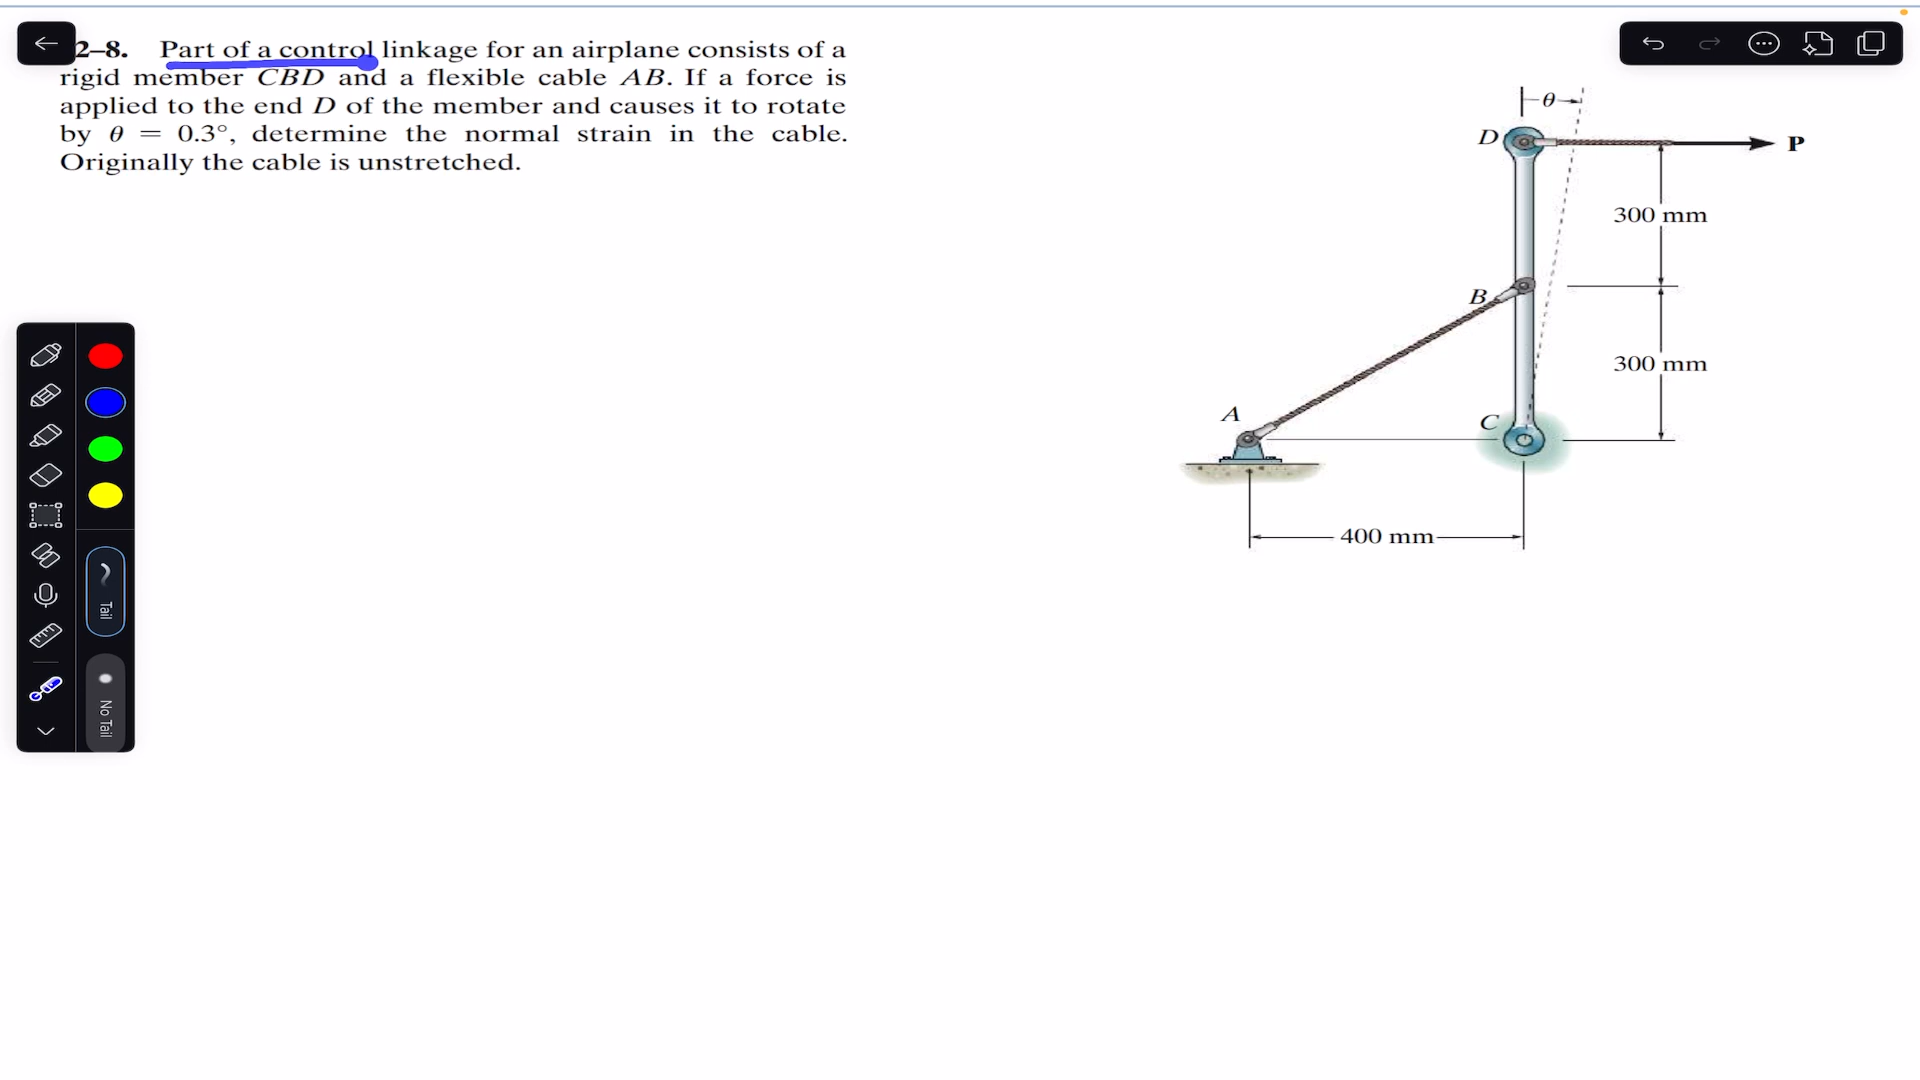 2–8. Part of a control linkage for an airplane consists of a
rigid member CBD and a flexible cable AB. If a force is
applied to the end D of the member and causes it to rotate
by θ = 0.3°, determine the normal strain in the cable.
Originally the cable is unstretched.
θ
D
P
300 mm
B
300 mm
A
C
400 mm
Tail
No Tail